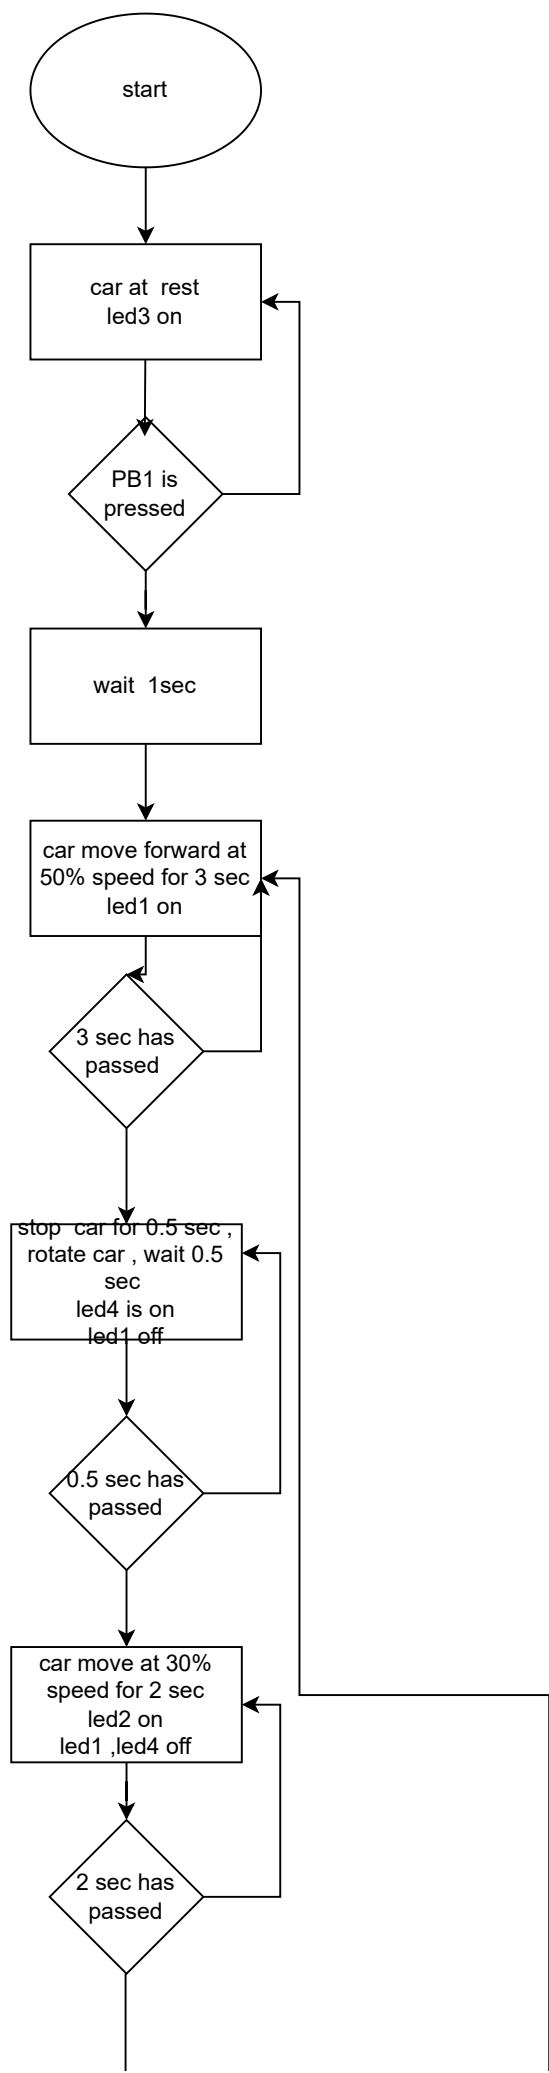 start
car at  rest
led3 on
PB1 is
pressed
wait  1sec
car move forward at
50% speed for 3 sec
led1 on
3 sec has
passed
stop  car for 0.5 sec ,
rotate car , wait 0.5
sec
led4 is on
led1 off
0.5 sec has
passed
car move at 30%
speed for 2 sec
led2 on
led1 ,led4 off
2 sec has
passed